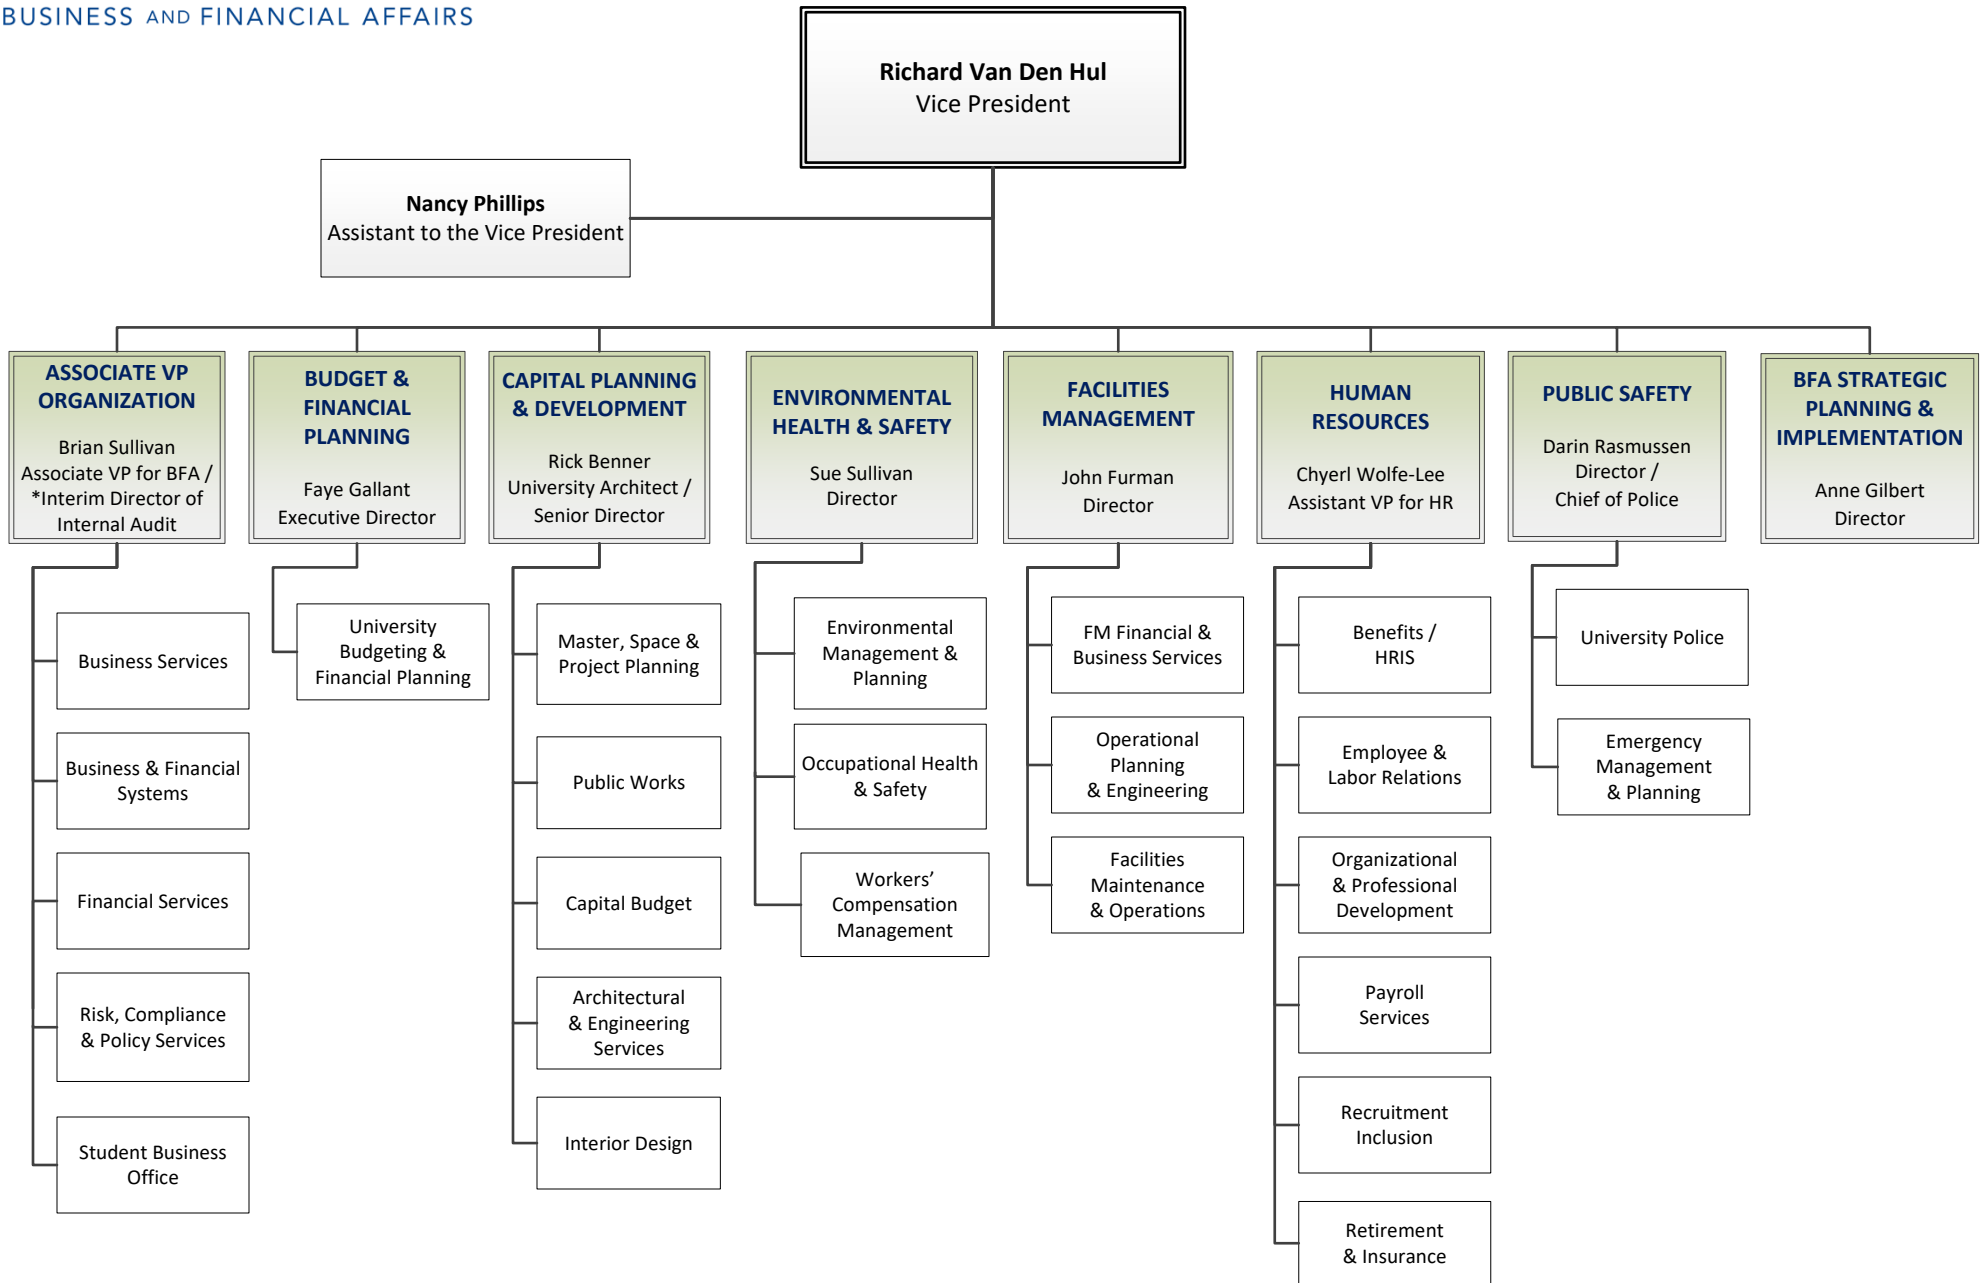 BUSINESS AND FINANCIAL AFFAIRS
Richard Van Den Hul
Vice President
Nancy Phillips
Assistant to the Vice President
ASSOCIATE VP
ORGANIZATION
Brian Sullivan
Associate VP for BFA /
*Interim Director of
Internal Audit
BUDGET &
FINANCIAL
PLANNING
Faye Gallant
Executive Director
CAPITAL PLANNING
& DEVELOPMENT
Rick Benner
University Architect /
Senior Director
ENVIRONMENTAL
HEALTH & SAFETY
Sue Sullivan
Director
FACILITIES
MANAGEMENT
John Furman
Director
HUMAN
RESOURCES
Chyerl Wolfe-Lee
Assistant VP for HR
PUBLIC SAFETY
Darin Rasmussen
Director /
Chief of Police
BFA STRATEGIC
PLANNING &
IMPLEMENTATION
Anne Gilbert
Director
Business Services
Business & Financial
Systems
Financial Services
Risk, Compliance
& Policy Services
Student Business
Office
University
Budgeting &
Financial Planning
Master, Space &
Project Planning
Public Works
Capital Budget
Architectural
& Engineering
Services
Interior Design
Environmental
Management &
Planning
Occupational Health
& Safety
Workers’
Compensation
Management
FM Financial &
Business Services
Operational
Planning
& Engineering
Facilities
Maintenance
& Operations
Benefits /
HRIS
Employee &
Labor Relations
Organizational
& Professional
Development
Payroll
Services
Recruitment
Inclusion
Retirement
& Insurance
University Police
Emergency
Management
& Planning